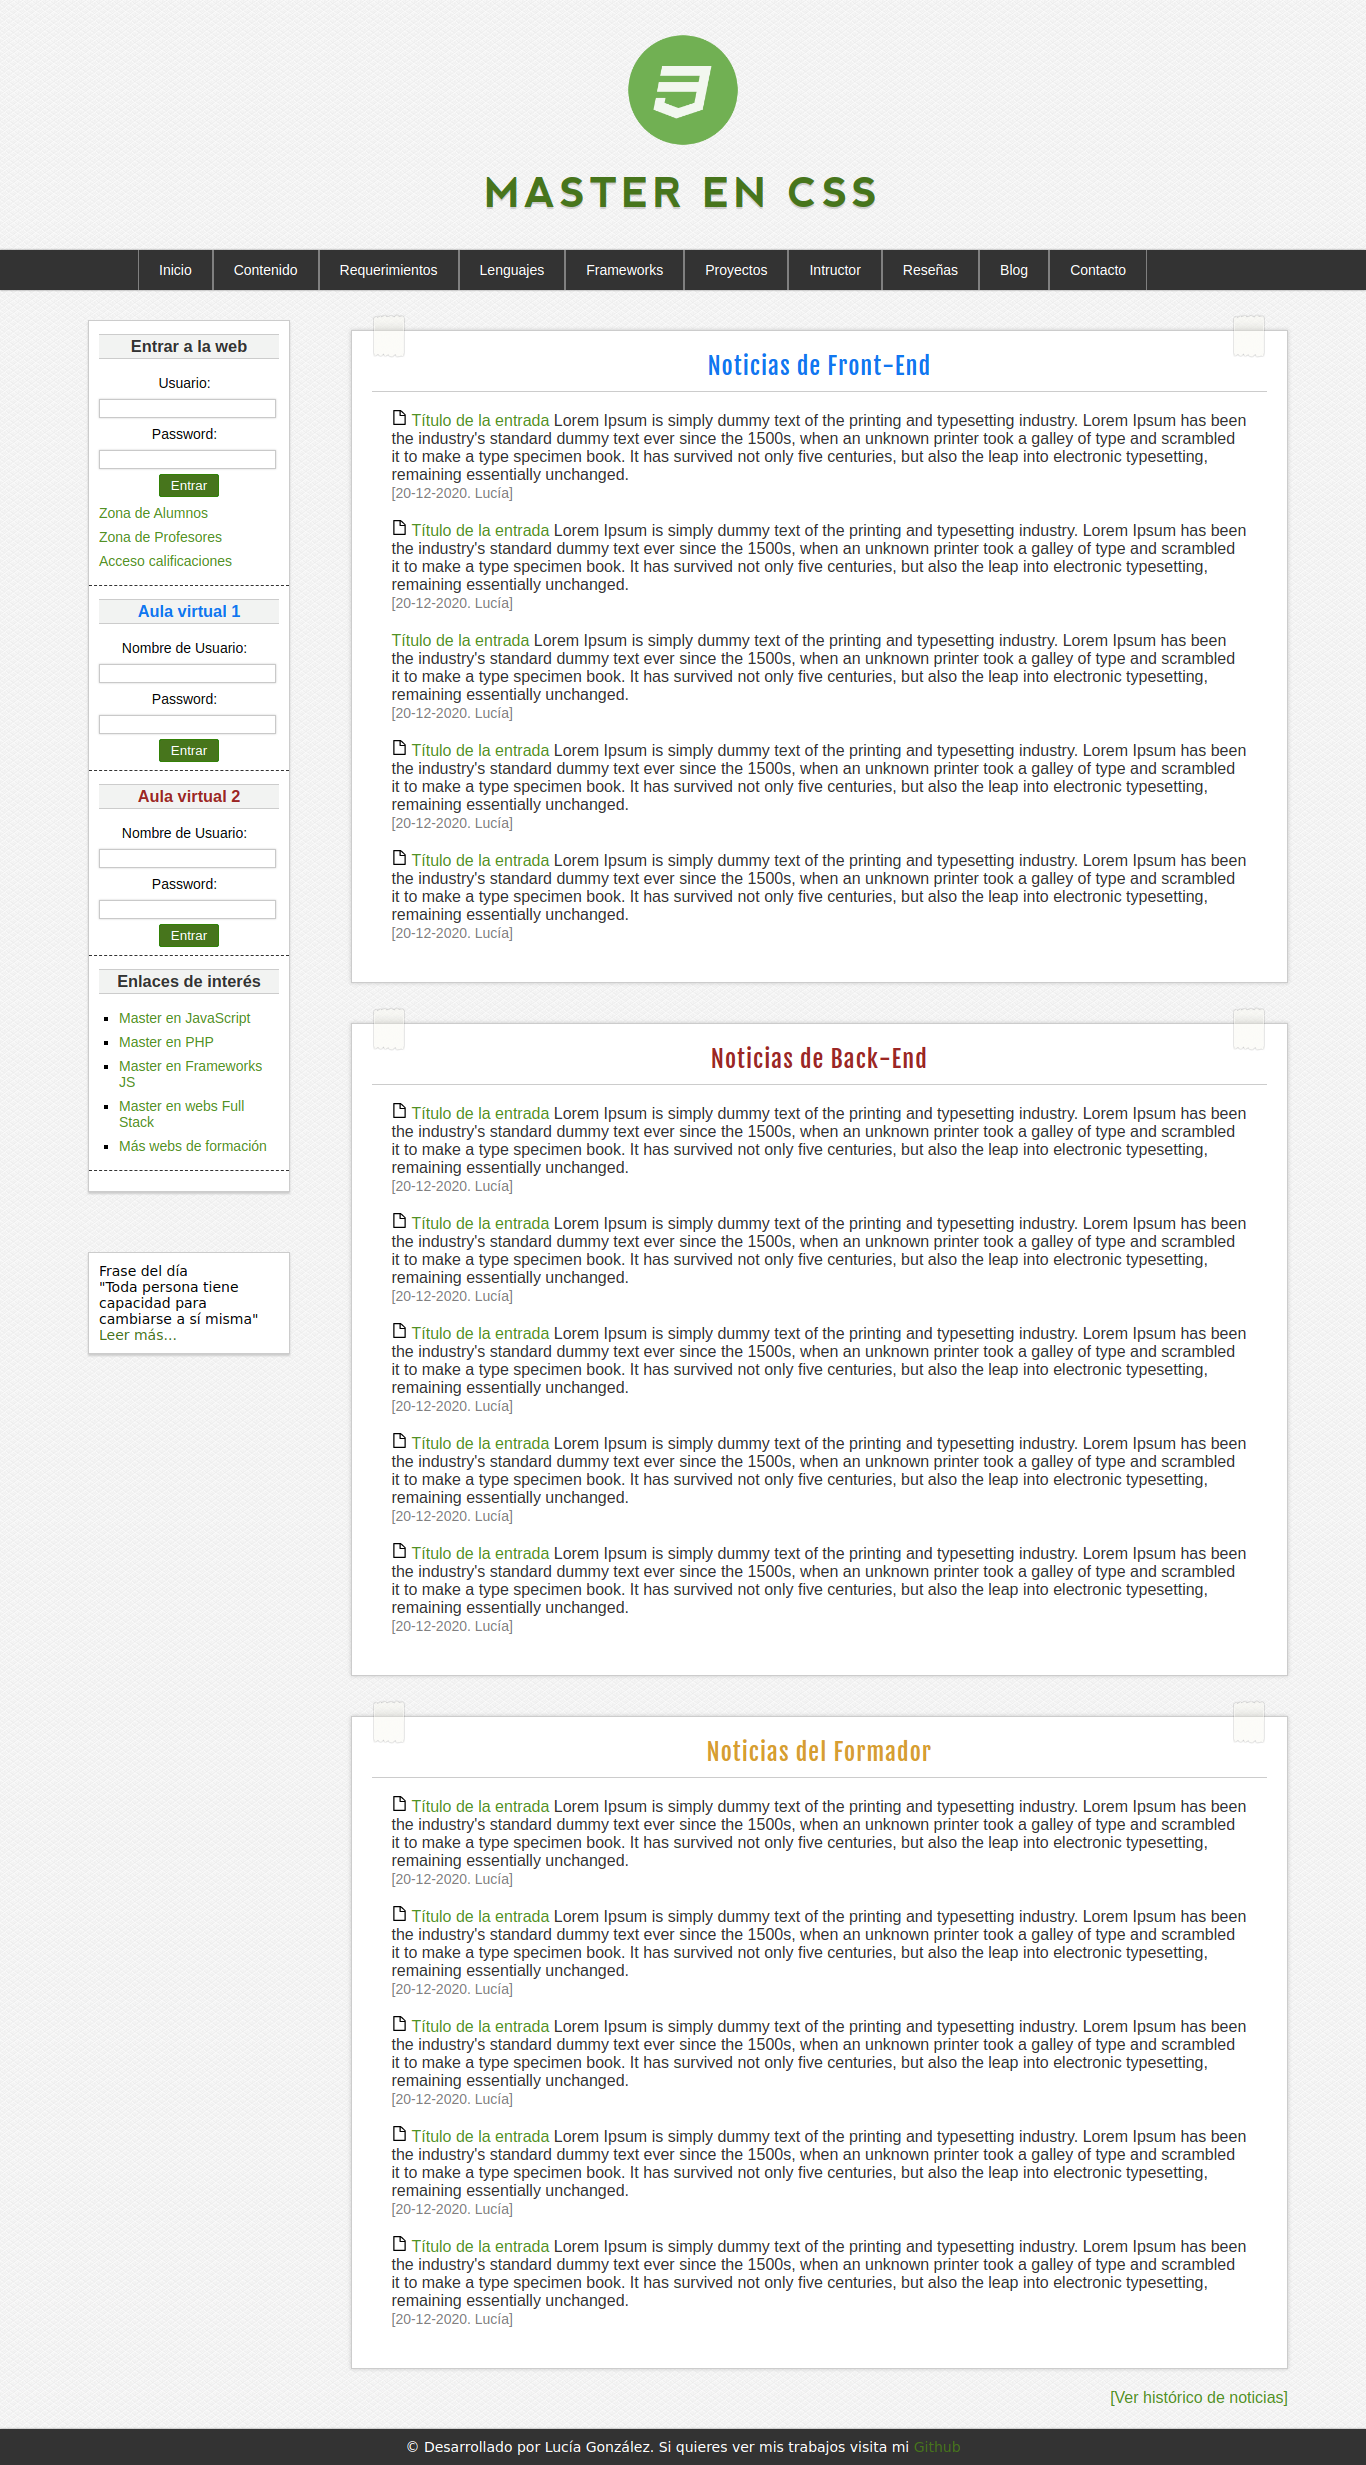 MASTER EN CSS
Inicio Contenido Requerimientos Lenguajes Frameworks Proyectos Intructor Reseñas Blog Contacto
Entrar a la web
Usuario:
Password:
Entrar
Zona de Alumnos
Zona de Profesores
Acceso calificaciones
Aula virtual 1
Nombre de Usuario:
Password:
Entrar
Aula virtual 2
Nombre de Usuario:
Password:
Entrar
Enlaces de interés
Master en JavaScript
Master en PHP
Master en Frameworks
JS
Master en webs Full
Stack
Más webs de formación
Frase del día
"Toda persona tiene
capacidad para
cambiarse a sí misma"
Leer más...
Noticias de Front-End
Título de la entrada Lorem Ipsum is simply dummy text of the printing and typesetting industry. Lorem Ipsum has been
the industry's standard dummy text ever since the 1500s, when an unknown printer took a galley of type and scrambled
it to make a type specimen book. It has survived not only five centuries, but also the leap into electronic typesetting,
remaining essentially unchanged.
[20-12-2020. Lucía]
Título de la entrada Lorem Ipsum is simply dummy text of the printing and typesetting industry. Lorem Ipsum has been
the industry's standard dummy text ever since the 1500s, when an unknown printer took a galley of type and scrambled
it to make a type specimen book. It has survived not only five centuries, but also the leap into electronic typesetting,
remaining essentially unchanged.
[20-12-2020. Lucía]
Título de la entrada Lorem Ipsum is simply dummy text of the printing and typesetting industry. Lorem Ipsum has been
the industry's standard dummy text ever since the 1500s, when an unknown printer took a galley of type and scrambled
it to make a type specimen book. It has survived not only five centuries, but also the leap into electronic typesetting,
remaining essentially unchanged.
[20-12-2020. Lucía]
Título de la entrada Lorem Ipsum is simply dummy text of the printing and typesetting industry. Lorem Ipsum has been
the industry's standard dummy text ever since the 1500s, when an unknown printer took a galley of type and scrambled
it to make a type specimen book. It has survived not only five centuries, but also the leap into electronic typesetting,
remaining essentially unchanged.
[20-12-2020. Lucía]
Título de la entrada Lorem Ipsum is simply dummy text of the printing and typesetting industry. Lorem Ipsum has been
the industry's standard dummy text ever since the 1500s, when an unknown printer took a galley of type and scrambled
it to make a type specimen book. It has survived not only five centuries, but also the leap into electronic typesetting,
remaining essentially unchanged.
[20-12-2020. Lucía]
Noticias de Back-End
Título de la entrada Lorem Ipsum is simply dummy text of the printing and typesetting industry. Lorem Ipsum has been
the industry's standard dummy text ever since the 1500s, when an unknown printer took a galley of type and scrambled
it to make a type specimen book. It has survived not only five centuries, but also the leap into electronic typesetting,
remaining essentially unchanged.
[20-12-2020. Lucía]
Título de la entrada Lorem Ipsum is simply dummy text of the printing and typesetting industry. Lorem Ipsum has been
the industry's standard dummy text ever since the 1500s, when an unknown printer took a galley of type and scrambled
it to make a type specimen book. It has survived not only five centuries, but also the leap into electronic typesetting,
remaining essentially unchanged.
[20-12-2020. Lucía]
Título de la entrada Lorem Ipsum is simply dummy text of the printing and typesetting industry. Lorem Ipsum has been
the industry's standard dummy text ever since the 1500s, when an unknown printer took a galley of type and scrambled
it to make a type specimen book. It has survived not only five centuries, but also the leap into electronic typesetting,
remaining essentially unchanged.
[20-12-2020. Lucía]
Título de la entrada Lorem Ipsum is simply dummy text of the printing and typesetting industry. Lorem Ipsum has been
the industry's standard dummy text ever since the 1500s, when an unknown printer took a galley of type and scrambled
it to make a type specimen book. It has survived not only five centuries, but also the leap into electronic typesetting,
remaining essentially unchanged.
[20-12-2020. Lucía]
Título de la entrada Lorem Ipsum is simply dummy text of the printing and typesetting industry. Lorem Ipsum has been
the industry's standard dummy text ever since the 1500s, when an unknown printer took a galley of type and scrambled
it to make a type specimen book. It has survived not only five centuries, but also the leap into electronic typesetting,
remaining essentially unchanged.
[20-12-2020. Lucía]
Noticias del Formador
Título de la entrada Lorem Ipsum is simply dummy text of the printing and typesetting industry. Lorem Ipsum has been
the industry's standard dummy text ever since the 1500s, when an unknown printer took a galley of type and scrambled
it to make a type specimen book. It has survived not only five centuries, but also the leap into electronic typesetting,
remaining essentially unchanged.
[20-12-2020. Lucía]
Título de la entrada Lorem Ipsum is simply dummy text of the printing and typesetting industry. Lorem Ipsum has been
the industry's standard dummy text ever since the 1500s, when an unknown printer took a galley of type and scrambled
it to make a type specimen book. It has survived not only five centuries, but also the leap into electronic typesetting,
remaining essentially unchanged.
[20-12-2020. Lucía]
Título de la entrada Lorem Ipsum is simply dummy text of the printing and typesetting industry. Lorem Ipsum has been
the industry's standard dummy text ever since the 1500s, when an unknown printer took a galley of type and scrambled
it to make a type specimen book. It has survived not only five centuries, but also the leap into electronic typesetting,
remaining essentially unchanged.
[20-12-2020. Lucía]
Título de la entrada Lorem Ipsum is simply dummy text of the printing and typesetting industry. Lorem Ipsum has been
the industry's standard dummy text ever since the 1500s, when an unknown printer took a galley of type and scrambled
it to make a type specimen book. It has survived not only five centuries, but also the leap into electronic typesetting,
remaining essentially unchanged.
[20-12-2020. Lucía]
Título de la entrada Lorem Ipsum is simply dummy text of the printing and typesetting industry. Lorem Ipsum has been
the industry's standard dummy text ever since the 1500s, when an unknown printer took a galley of type and scrambled
it to make a type specimen book. It has survived not only five centuries, but also the leap into electronic typesetting,
remaining essentially unchanged.
[20-12-2020. Lucía]
[Ver histórico de noticias]
© Desarrollado por Lucía González. Si quieres ver mis trabajos visita mi Github